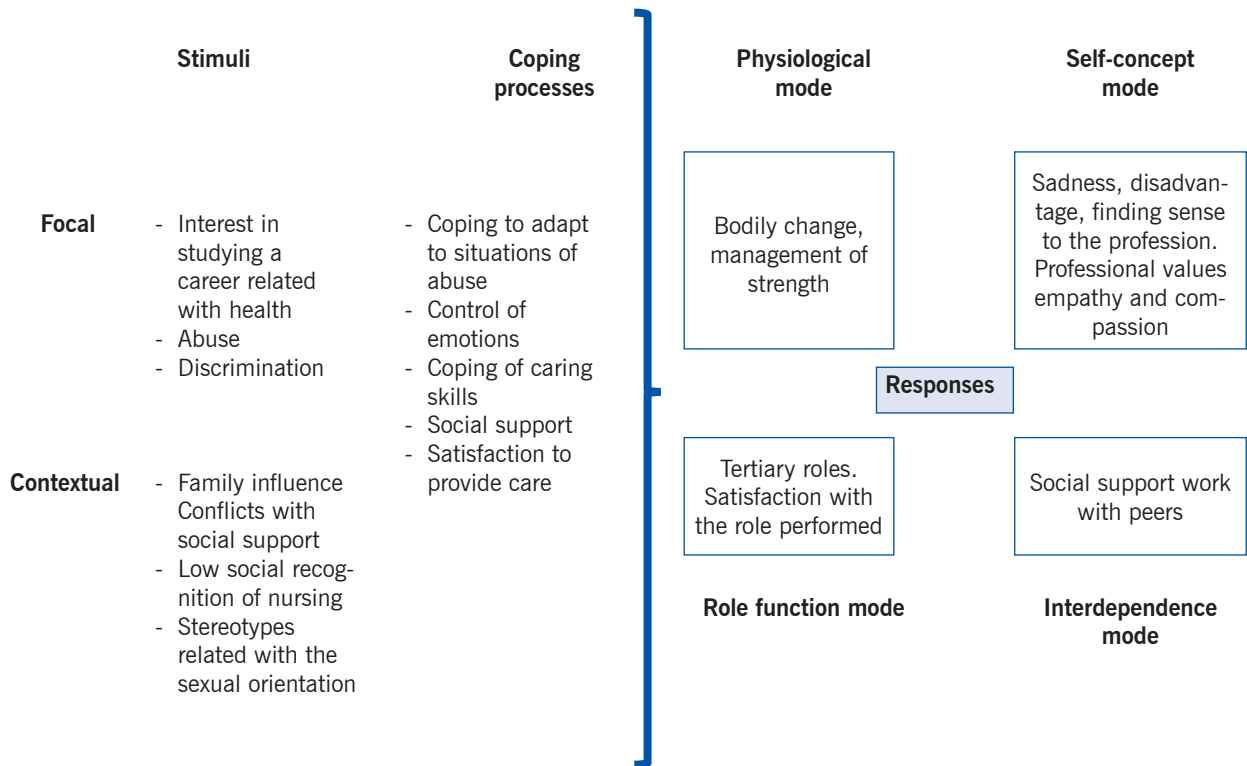 Stimuli
Coping
processes
Physiological
mode
Self-concept
mode
Focal
- Interest in
studying a
career related
with health
- Abuse
- Discrimination
- Coping to adapt
to situations of
abuse
- Control of
emotions
- Coping of caring
skills
- Social support
- Satisfaction to
provide care
Bodily change,
management of
strength
Sadness, disadvan-
tage, finding sense
to the profession.
Professional values
empathy and com-
passion
Responses
Contextual
- Family influence
Conflicts with
social support
- Low social recog-
nition of nursing
- Stereotypes
related with the
sexual orientation
Tertiary roles.
Satisfaction with
the role performed
Social support work
with peers
Role function mode
Interdependence
mode